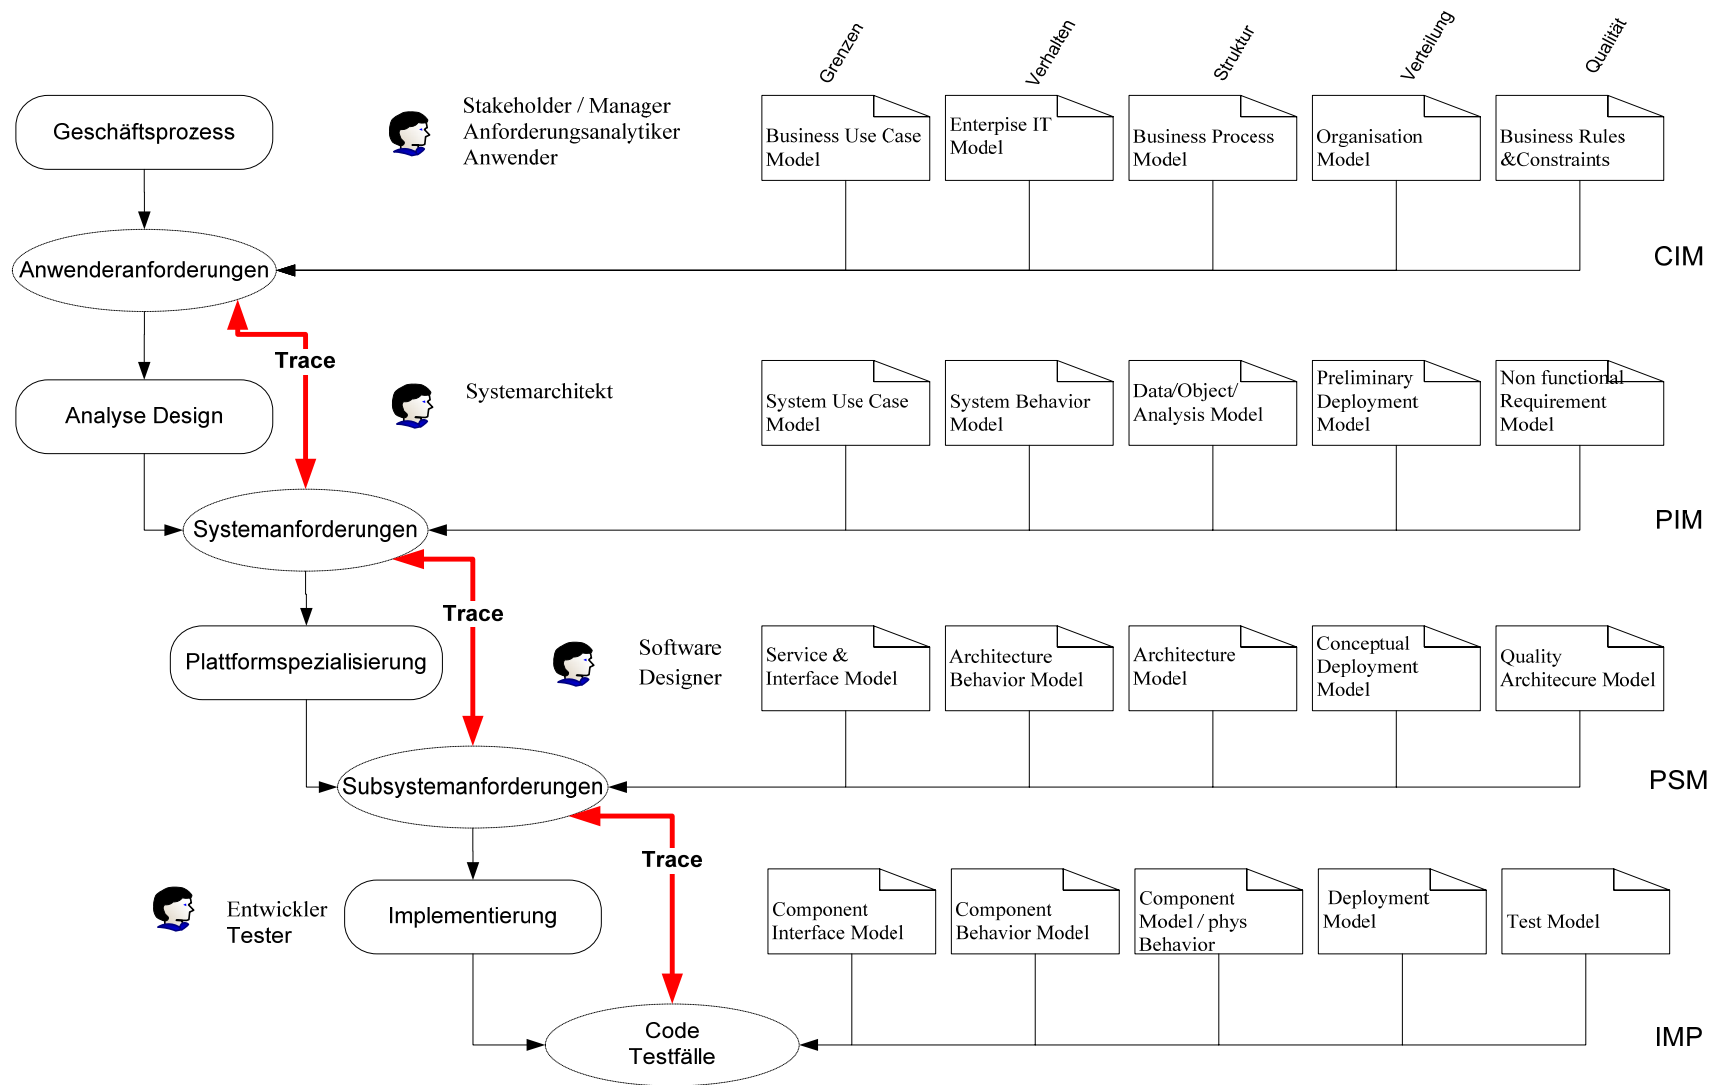 Grenzen
Verhalten
Struktur
Verteilung
Qualität
Geschäftsprozess
Stakeholder / Manager
Anforderungsanalytiker
Anwender
Business Use Case
Model
Enterpise IT
Model
Business Process
Model
Organisation
Model
Business Rules
&Constraints
Anwenderanforderungen
CIM
Trace
Analyse Design
Systemarchitekt
System Use Case
Model
System Behavior
Model
Data/Object/
Analysis Model
Preliminary
Deployment
Model
Non functional
Requirement
Model
Systemanforderungen
PIM
Trace
Plattformspezialisierung
Software
Designer
Service &
Interface Model
Architecture
Behavior Model
Architecture
Model
Conceptual
Deployment
Model
Quality
Architecure Model
Subsystemanforderungen
PSM
Trace
Entwickler
Tester
Implementierung
Component
Interface Model
Component
Behavior Model
Component
Model / phys
Behavior
Deployment
Model
Test Model
Code
Testfälle
IMP